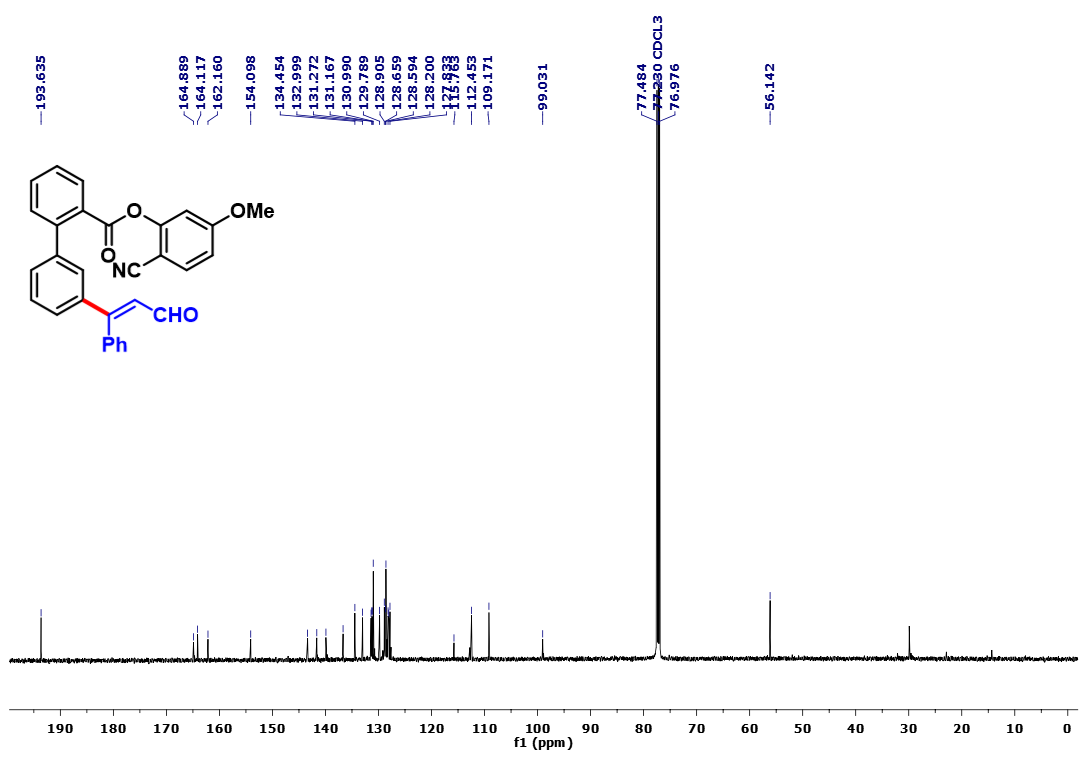 193.635
164.889
164.117
162.160
154.098
134.454
132.999
131.272
131.167
130.990
129.789
128.905
128.659
128.594
128.200
127.833
115.763
112.453
109.171
99.031
77.484
77.230 CDCL3
76.976
56.142
O
OMe
O
NC
CHO
Ph
190 180 170 160 150 140 130 120 110 100 90 80 70 60 50 40 30 20 10 0
f1 (ppm)